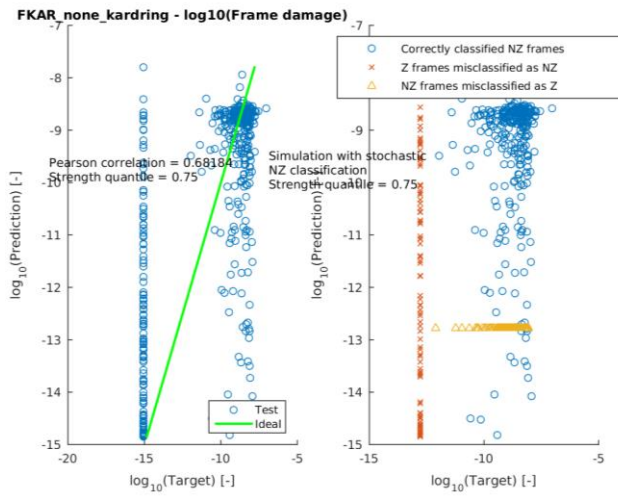 FKAR_none_kardring - log10(Frame damage)
-7
-8
-9
-10
-11
-12
-13
-14
-15
log10(Prediction) [-]
Pearson correlation = 0.68184
Strength quantile = 0.75
Test
Ideal
-20
-15
-10
-5
log10(Target) [-]
Correctly classified NZ frames
Z frames misclassified as NZ
NZ frames misclassified as Z
-7
-8
-9
-10
-11
-12
-13
-14
-15
log10(Prediction) [-]
Simulation with stochastic
NZ classification
Strength quantile = 0.75
-15
-10
-5
log10(Target) [-]